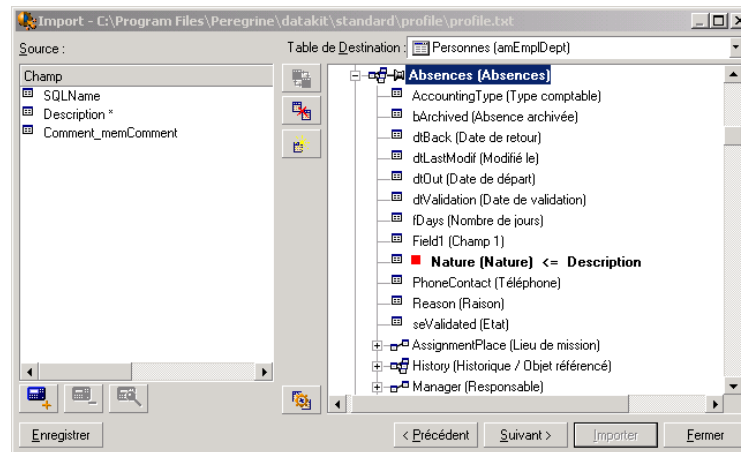 Import - C:\Program Files\Peregrine\datakit\standard\profile\profile.txt
Source :
Table de Destination : Personnes (amEmplDept)
Champ
SQLName
Description *
Comment_memComment
Absences (Absences)
AccountingType (Type comptable)
bArchived (Absence archivée)
dtBack (Date de retour)
dtLastModif (Modifié le)
dtOut (Date de départ)
dtValidation (Date de validation)
fDays (Nombre de jours)
Field1 (Champ 1)
Nature (Nature) <= Description
PhoneContact (Téléphone)
Reason (Raison)
seValidated (Etat)
AssignmentPlace (Lieu de mission)
History (Historique / Objet référencé)
Manager (Responsable)
Enregistrer
< Précédent
Suivant >
Importer
Fermer